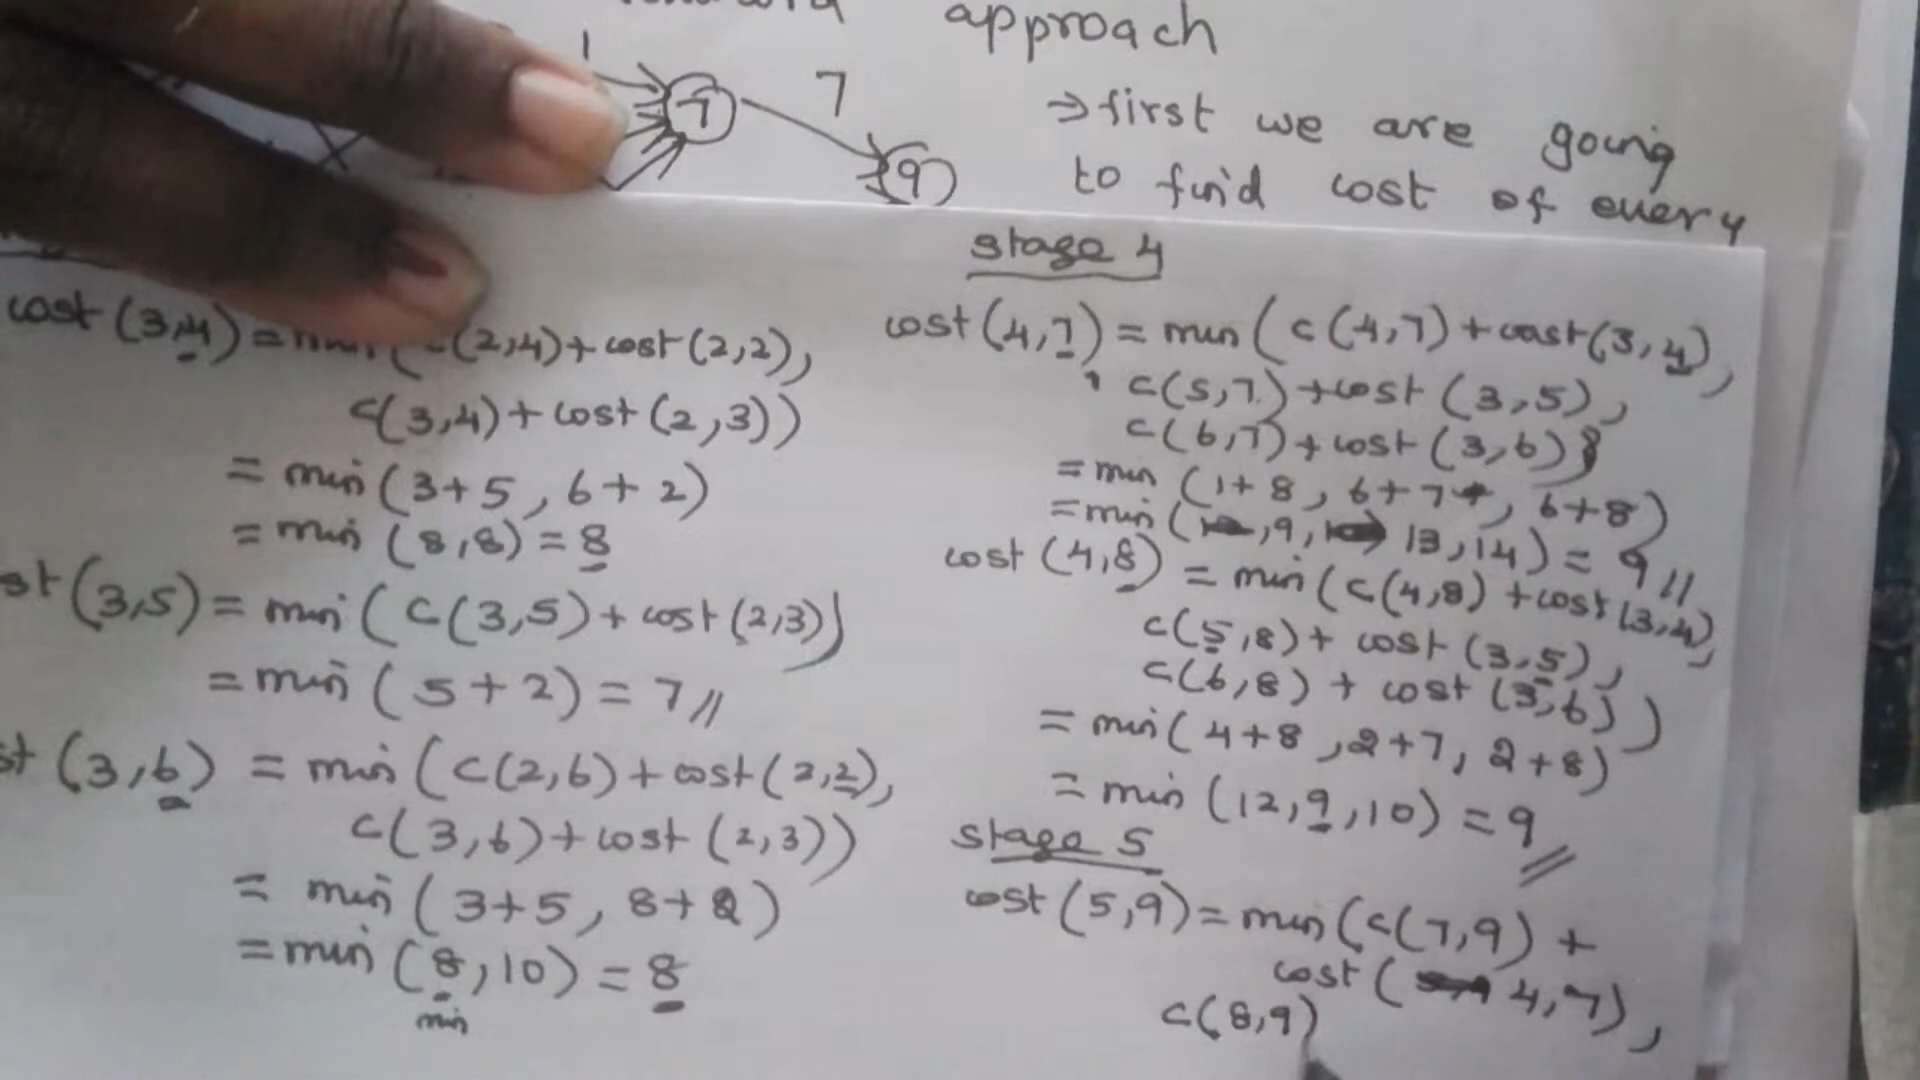 approach
1
7
7
9
→ first we are going
to find cost of every
cost (3,4) = (2,4) + cost (2,2),
c(3,4) + cost (2,3))
= min (3+5, 6+2)
= min (8,8) = 8
st (3,5) = min (c(3,5) + cost (2,3))
= min (5+2) = 7 //
st (3,6) = min (c(2,6) + cost (2,2),
c(3,6) + cost (2,3))
= min (3+5, 8+2)
= min (8,10) = 8
min
stage 4
cost (4,7) = min (c(4,7) + cost (3,4),
c(5,7) + cost (3,5),
c(6,7) + cost (3,6)}
= min (1+8, 6+7, 6+8)
= min (9, 13, 14) = 9 //
cost (4,8) = min (c(4,8) + cost (3,4),
c(5,8) + cost (3,5),
c(6,8) + cost (3,6))
= min (4+8, 2+7, 2+8)
= min (12, 9, 10) = 9 //
stage 5
cost (5,9) = min (c(7,9) +
cost (4,7),
c(8,9)